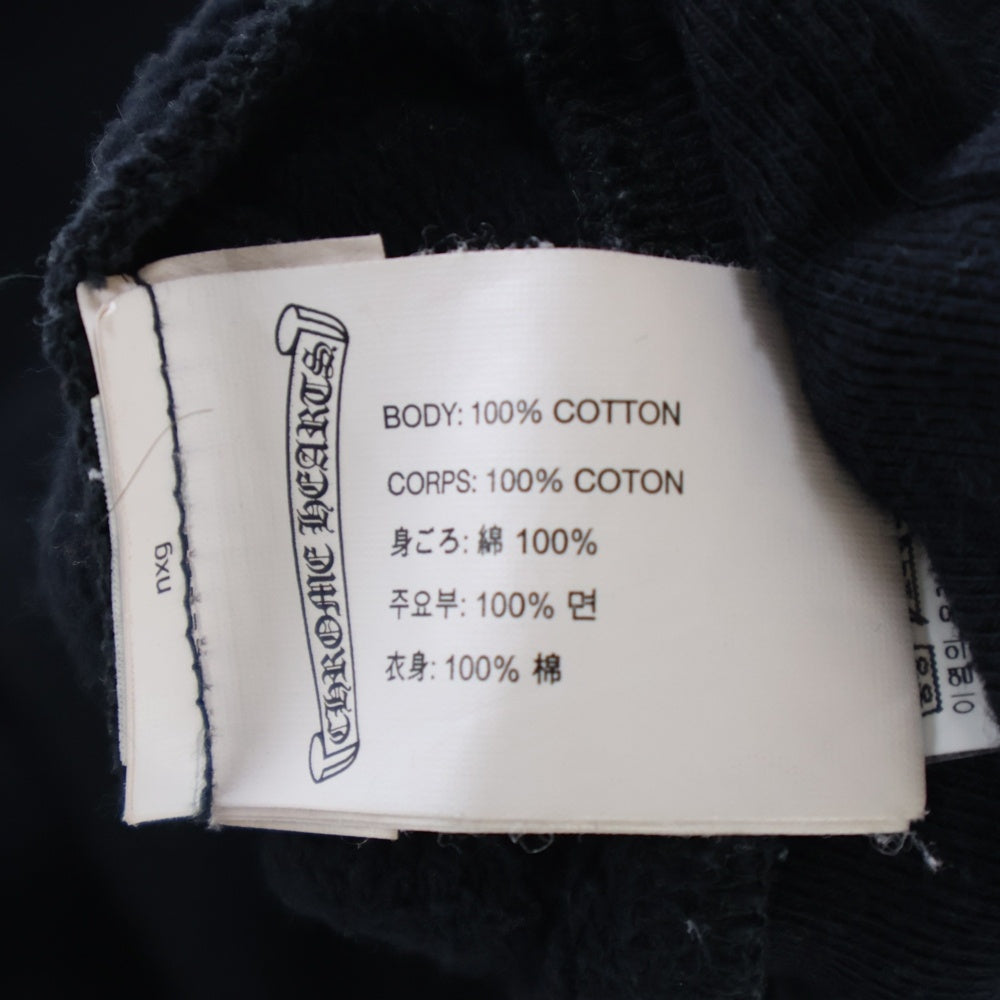 CHROME HEARTS
BODY: 100% COTTON
CORPS: 100% COTON
身ごろ: 綿 100%
주요부: 100% 면
衣身: 100% 棉
nxg